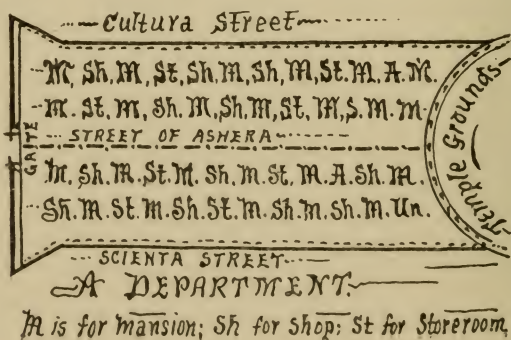 Cultura Street
M, Sh, M, St, Sh, M, Sh, M, St. M, A. M.
M. St, M, Sh. M, Sh, M, St, M, S. M. M.
STREET OF ASHERA
GAITE
M, Sh. M, St. M. Sh, M. St, M. A. Sh. M.
Sh. M. St. M. Sh. St. M. Sh. M. Sh. M. Un.
Temple Grounds
SCIENTA STREET
A DEPARTMENT.
M is for mansion; Sh for Shop; St for Storeroom,